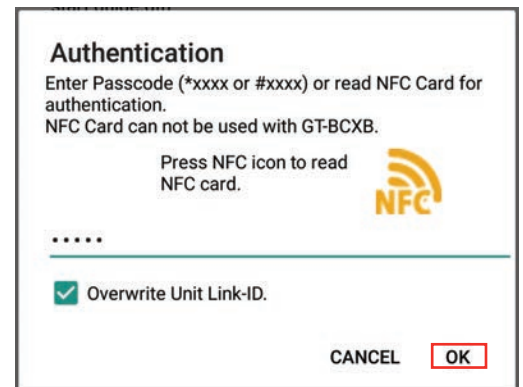 Authentication
Enter Passcode (*xxxx or #xxxx) or read NFC Card for
authentication.
NFC Card can not be used with GT-BCXB.
Press NFC icon to read
NFC card.
NFC
•••••
Overwrite Unit Link-ID.
CANCEL OK